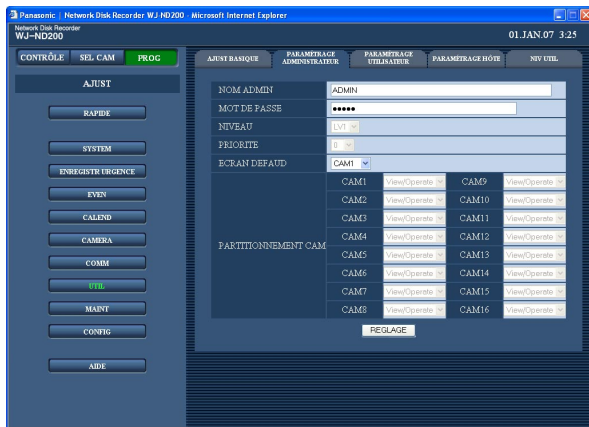 Panasonic | Network Disk Recorder WJ-ND200 - Microsoft Internet Explorer
Network Disk Recorder
WJ-ND200
01.JAN.07 3:25
CONTRÔLE SEL CAM PROG
AJUST BASIQUE PARAMÉTRAGE ADMINISTRATEUR PARAMÉTRAGE UTILISATEUR PARAMÉTRAGE HÔTE NIV UTIL
AJUST
RAPIDE
SYSTEM
ENREGISTR URGENCE
EVEN
CALEND
CAMERA
COMM
UTIL
MAINT
CONFIG
AIDE
NOM ADMIN ADMIN
MOT DE PASSE •••••
NIVEAU LV1
PRIORITE 0
ECRAN DEFAUD CAM1
PARTITIONNEMENT CAM
CAM1 View/Operate CAM9 View/Operate
CAM2 View/Operate CAM10 View/Operate
CAM3 View/Operate CAM11 View/Operate
CAM4 View/Operate CAM12 View/Operate
CAM5 View/Operate CAM13 View/Operate
CAM6 View/Operate CAM14 View/Operate
CAM7 View/Operate CAM15 View/Operate
CAM8 View/Operate CAM16 View/Operate
REGLAGE